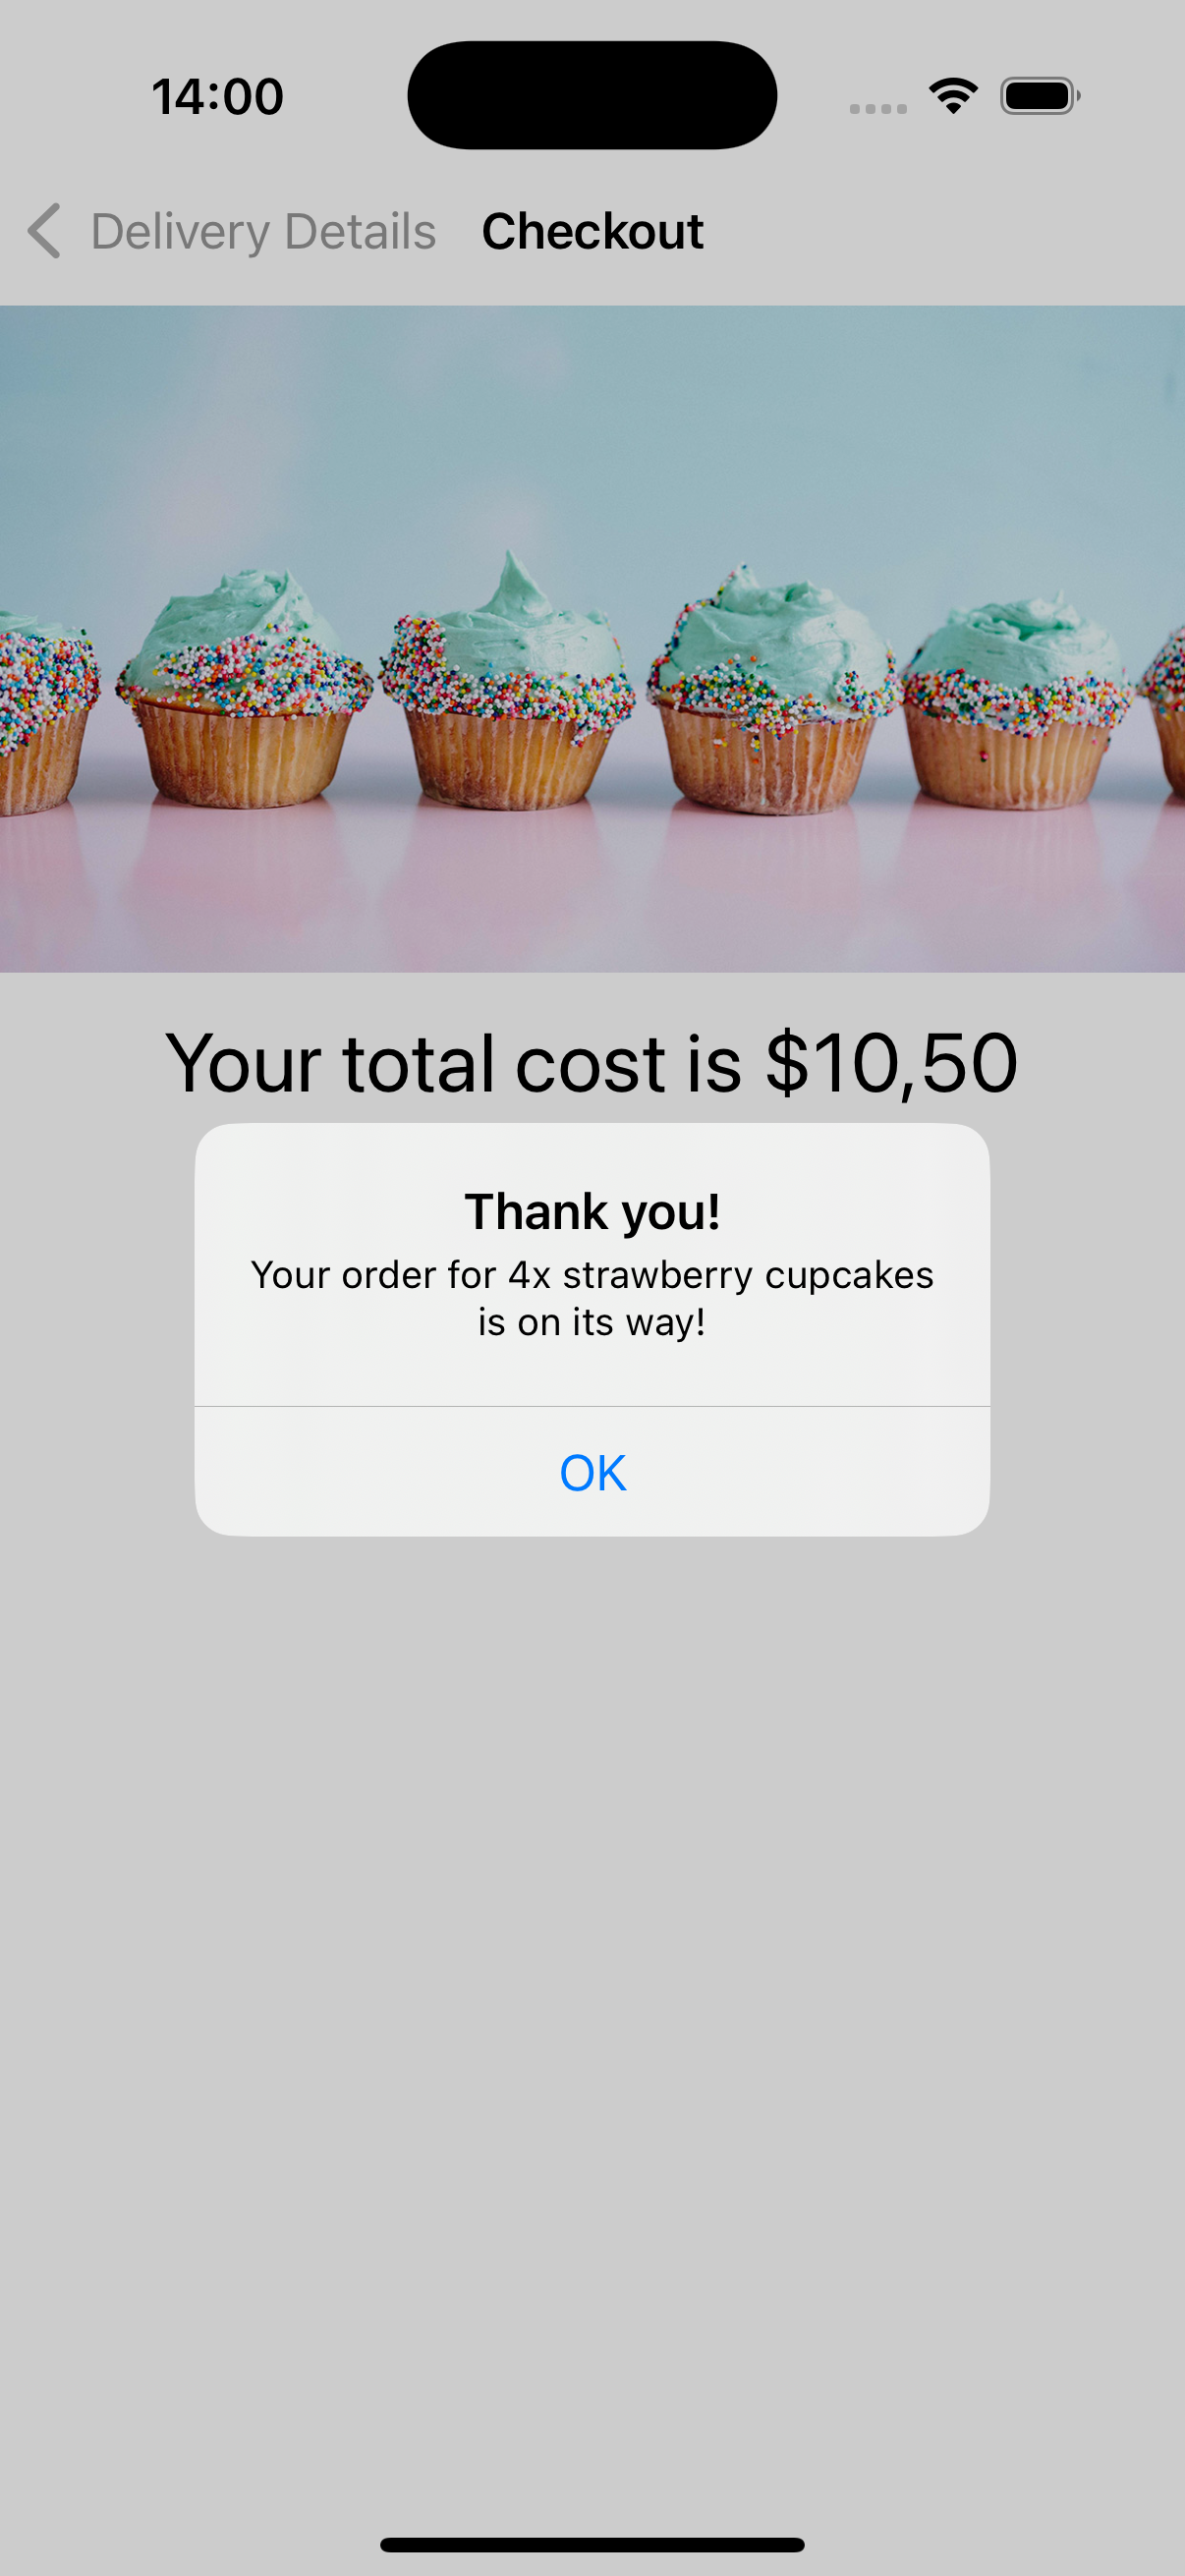 14:00
Delivery Details Checkout
Your total cost is $10,50
Thank you!
Your order for 4x strawberry cupcakes
is on its way!
OK